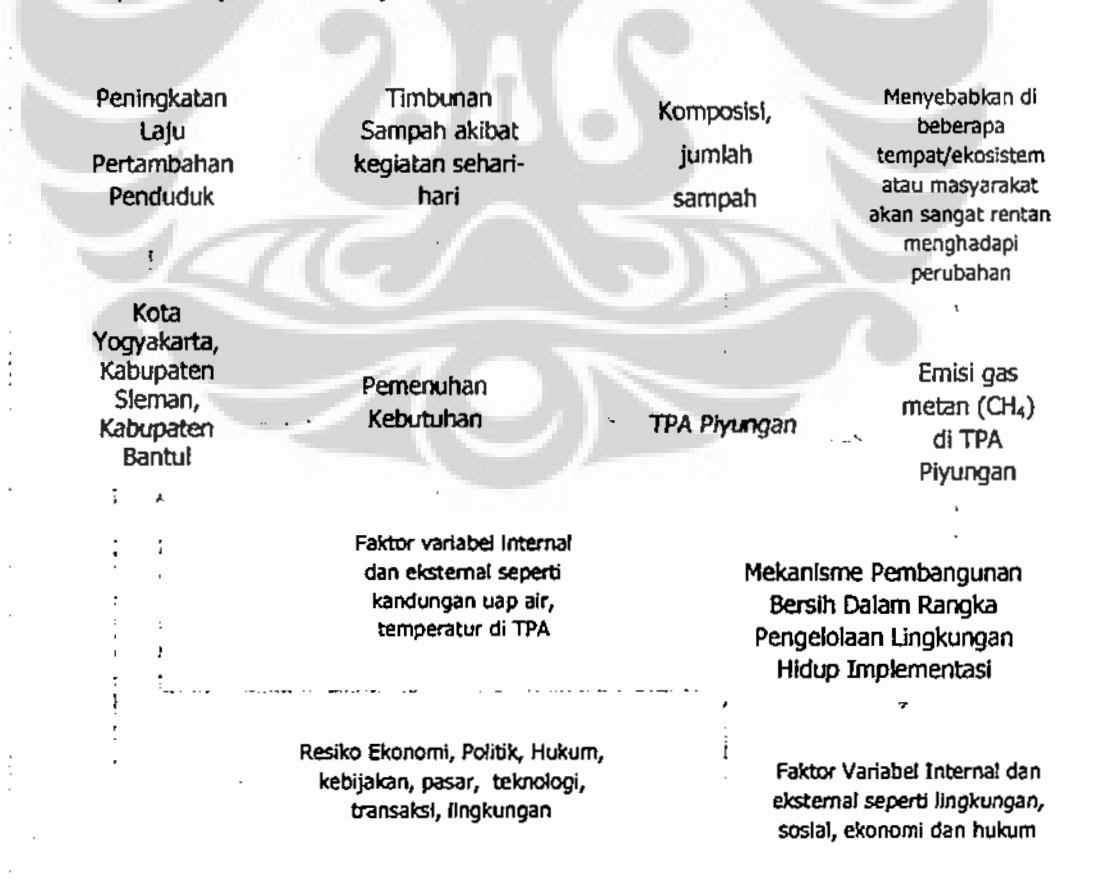 Peningkatan
Laju
Pertambahan
Penduduk
Timbunan
Sampah akibat
kegiatan sehari-
hari
Komposisi,
jumlah
sampah
Menyebabkan di
beberapa
tempat/ekosistem
atau masyarakat
akan sangat rentan
menghadapi
perubahan
Kota
Yogyakarta,
Kabupaten
Sleman,
Kabupaten
Bantul
Pemenuhan
Kebutuhan
TPA Piyungan
Emisi gas
metan (CH₄)
di TPA
Piyungan
Faktor variabel Internal
dan eksternal seperti
kandungan uap air,
temperatur di TPA
Mekanisme Pembangunan
Bersih Dalam Rangka
Pengelolaan Lingkungan
Hidup Implementasi
Resiko Ekonomi, Politik, Hukum,
kebijakan, pasar, teknologi,
transaksi, lingkungan
Faktor Variabel Internal dan
eksternal seperti lingkungan,
sosial, ekonomi dan hukum